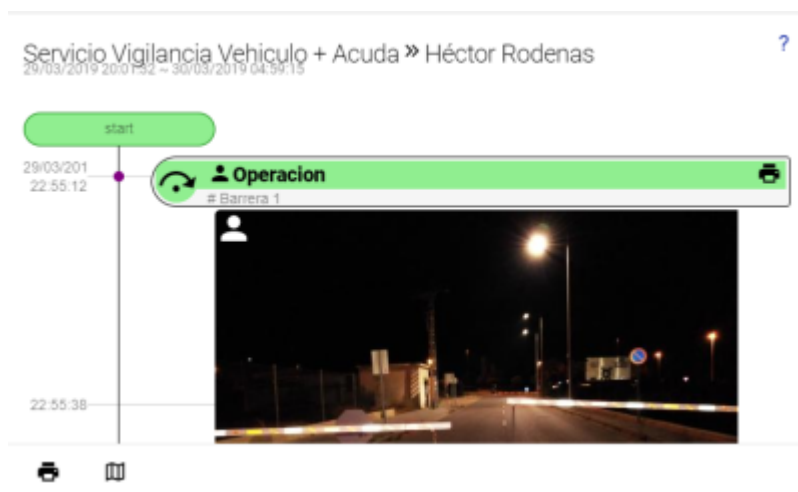 Servicio Vigilancia Vehiculo + Acuda » Héctor Rodenas
?
29/03/2019 20:01:52 ~ 30/03/2019 04:59:15
start
29/03/201
22:55:12
Operacion
# Barrera 1
22:55:38